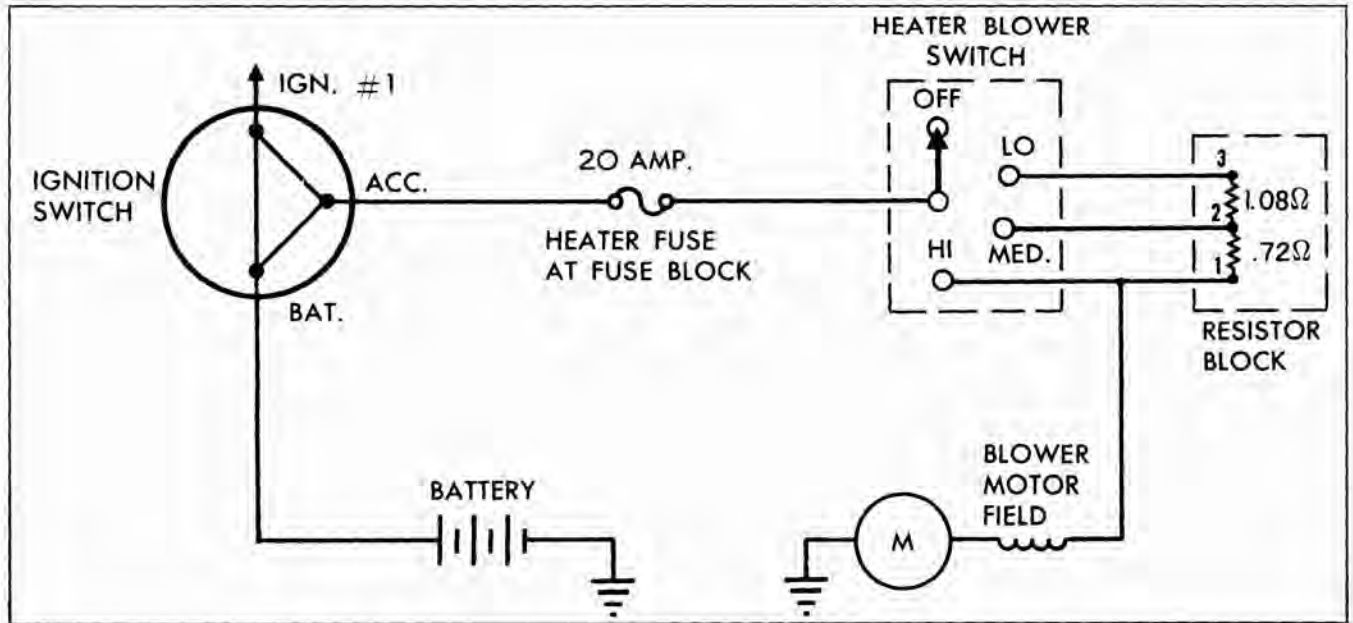 IGN. #1
IGNITION
SWITCH
ACC.
BAT.
20 AMP.
HEATER FUSE
AT FUSE BLOCK
HEATER BLOWER
SWITCH
OFF
LO
MED.
HI
3
1.08Ω
2
.72Ω
1
RESISTOR
BLOCK
BATTERY
BLOWER
MOTOR
FIELD
M